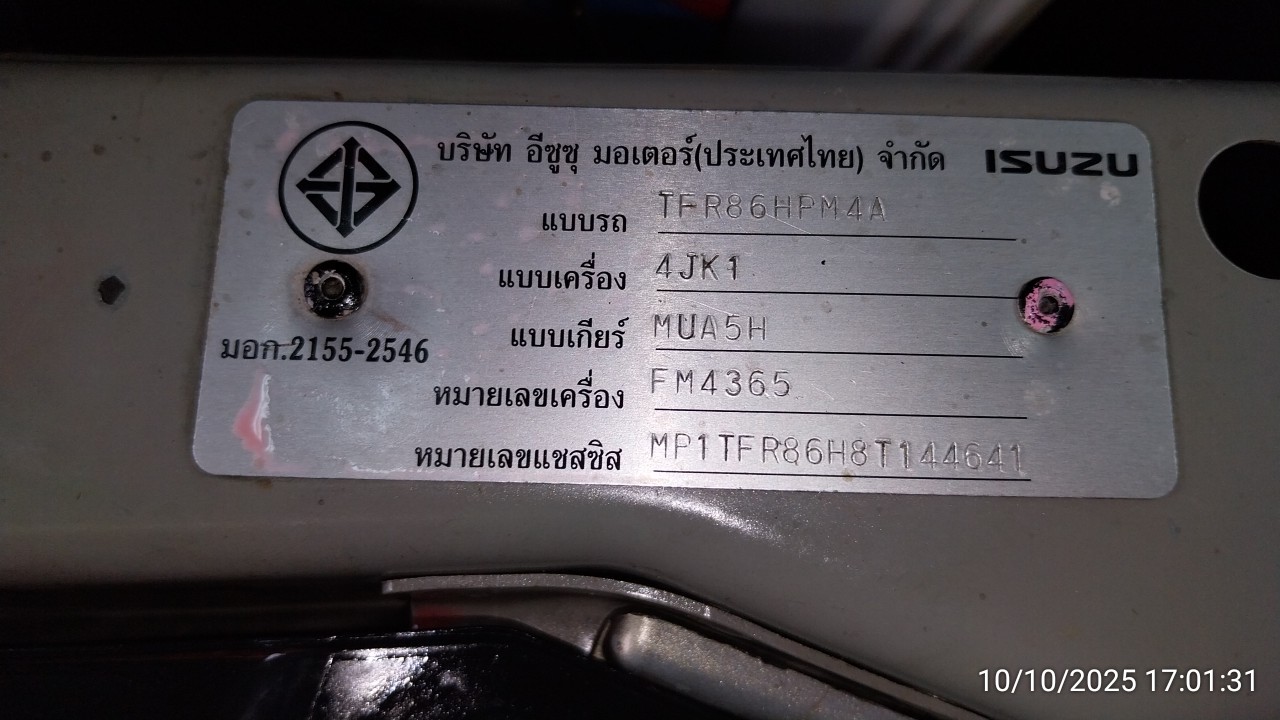 บริษัท อีซูซุ มอเตอร์(ประเทศไทย) จำกัด ISUZU
แบบรถ TFR86HPM4A
แบบเครื่อง 4JK1
แบบเกียร์ MUA5H
มอก.2155-2546
หมายเลขเครื่อง FM4365
หมายเลขแชสซิส MP1TFR86H8T144641
10/10/2025 17:01:31